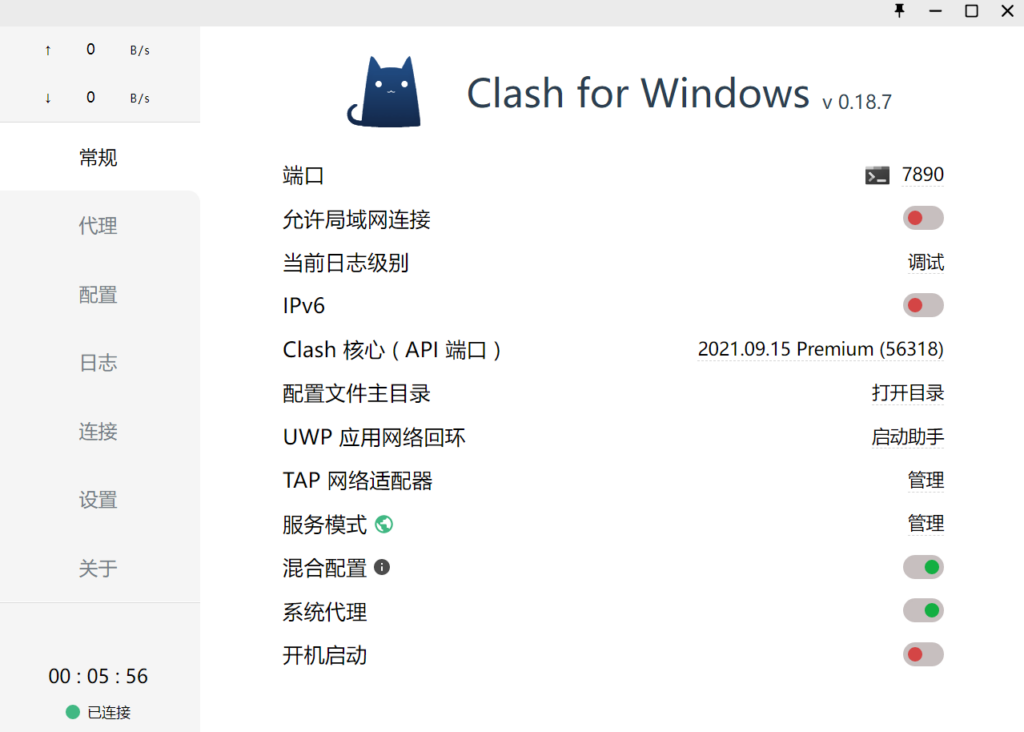 ↑ 0 B/s
↓ 0 B/s
常规
代理
配置
日志
连接
设置
关于
00 : 05 : 56
已连接
Clash for Windows v 0.18.7
端口 7890
允许局域网连接
当前日志级别 调试
IPv6
Clash 核心 ( API 端口 ) 2021.09.15 Premium (56318)
配置文件主目录 打开目录
UWP 应用网络回环 启动助手
TAP 网络适配器 管理
服务模式 管理
混合配置
系统代理
开机启动